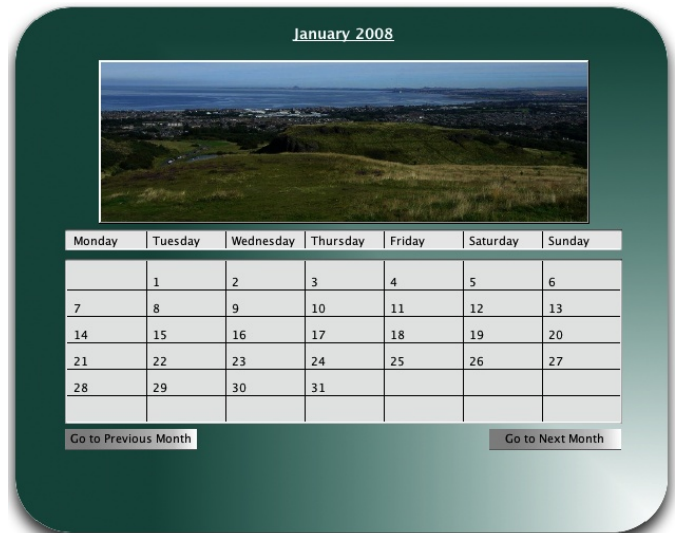 January 2008
Monday Tuesday Wednesday Thursday Friday Saturday Sunday
1 2 3 4 5 6
7 8 9 10 11 12 13
14 15 16 17 18 19 20
21 22 23 24 25 26 27
28 29 30 31
Go to Previous Month Go to Next Month